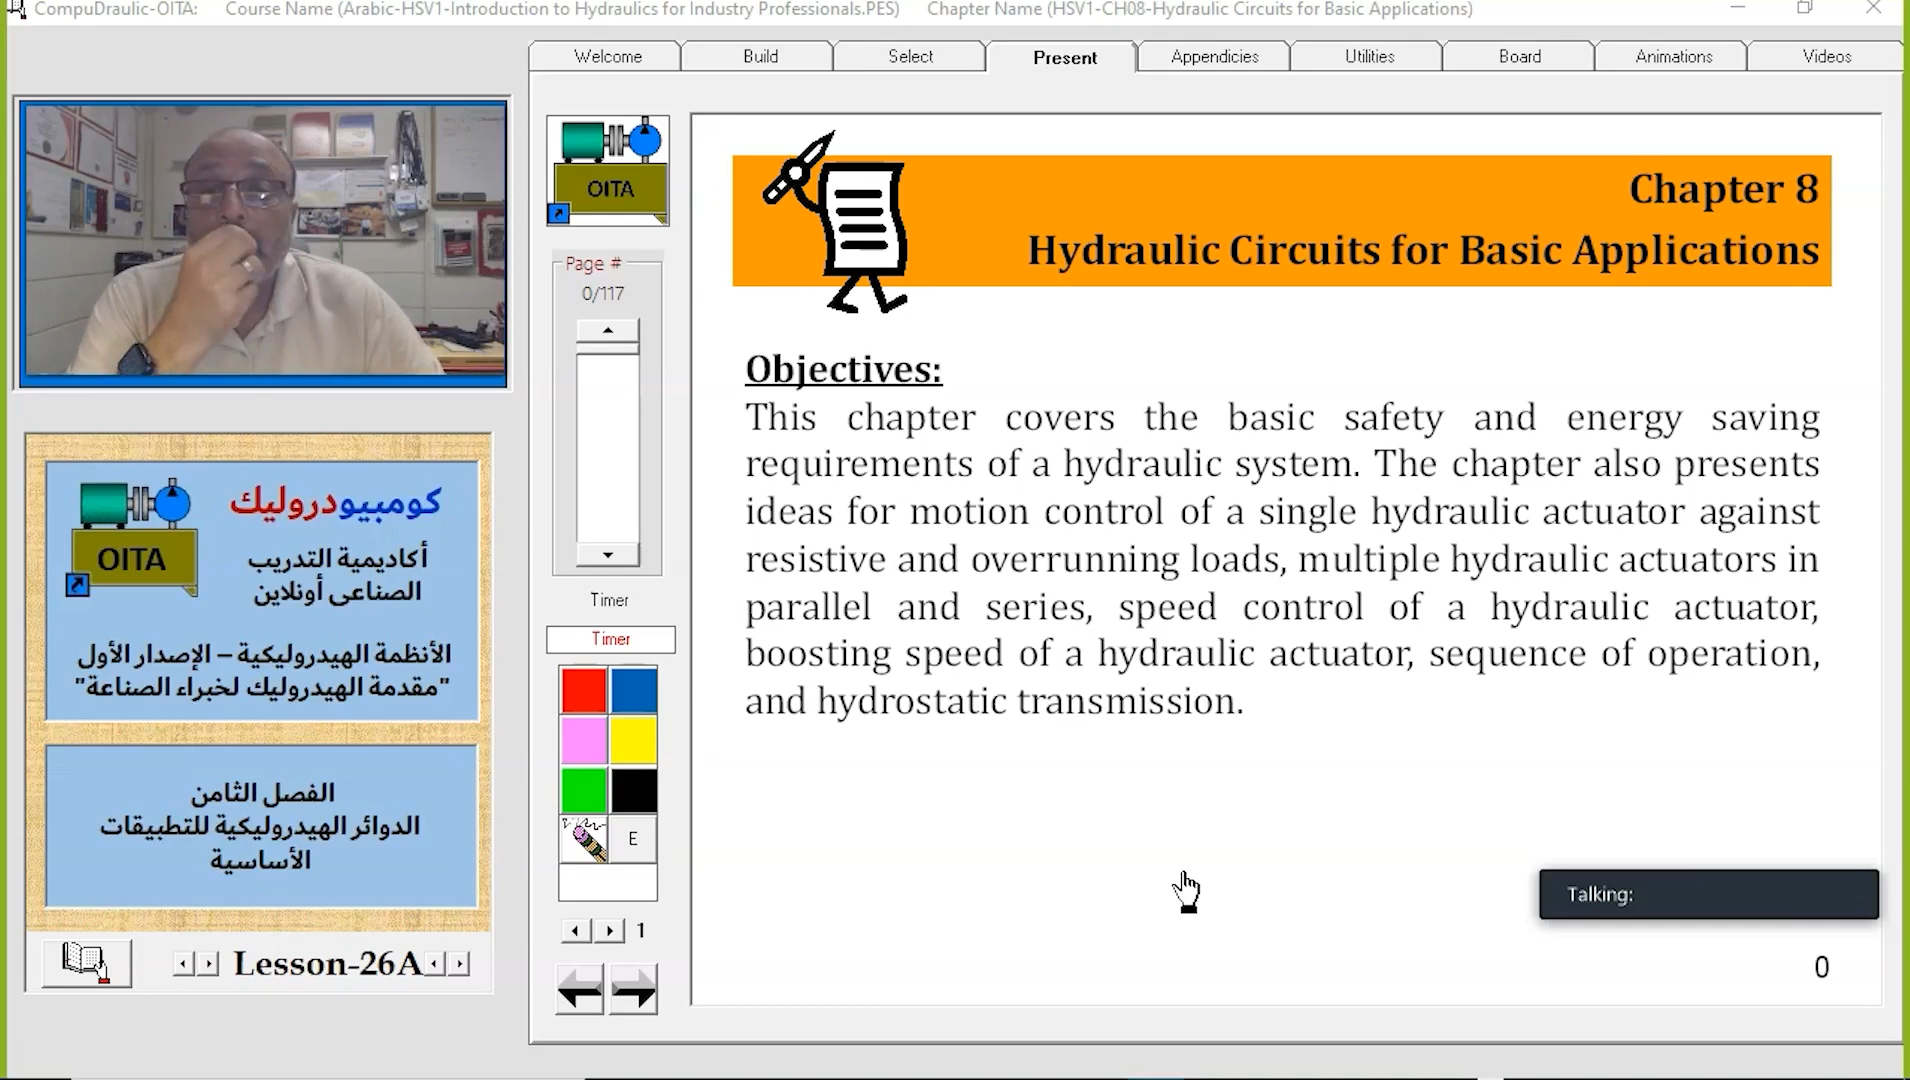 CompuDraulic-OITA: Course Name (Arabic-HSV1-Introduction to Hydraulics for Industry Professionals.PES) Chapter Name (HSV1-CH08-Hydraulic Circuits for Basic Applications)
Welcome
Build
Select
Present
Appendicies
Utilities
Board
Animations
Videos
OITA
كومبيودروليك
أكاديمية التدريب
الصناعى أونلاين
الأنظمة الهيدروليكية – الإصدار الأول
"مقدمة الهيدروليك لخبراء الصناعة"
الفصل الثامن
الدوائر الهيدروليكية للتطبيقات
الأساسية
Lesson-26A
OITA
Page #
0/117
Timer
Timer
E
1
Chapter 8
Hydraulic Circuits for Basic Applications
Objectives:
This chapter covers the basic safety and energy saving
requirements of a hydraulic system. The chapter also presents
ideas for motion control of a single hydraulic actuator against
resistive and overrunning loads, multiple hydraulic actuators in
parallel and series, speed control of a hydraulic actuator,
boosting speed of a hydraulic actuator, sequence of operation,
and hydrostatic transmission.
Talking:
0